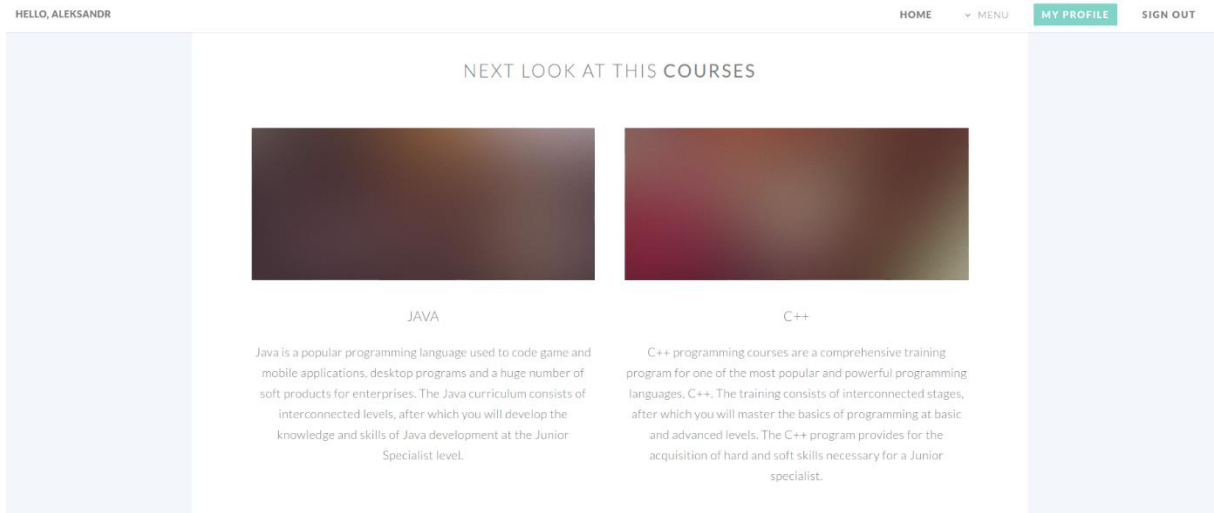 HELLO, ALEKSANDR
HOME MENU MY PROFILE SIGN OUT
NEXT LOOK AT THIS COURSES
JAVA
Java is a popular programming language used to code game and
mobile applications, desktop programs and a huge number of
soft products for enterprises. The Java curriculum consists of
interconnected levels, after which you will develop the
knowledge and skills of Java development at the Junior
Specialist level.
C++
C++ programming courses are a comprehensive training
program for one of the most popular and powerful programming
languages, C++. The training consists of interconnected stages,
after which you will master the basics of programming at basic
and advanced levels. The C++ program provides for the
acquisition of hard and soft skills necessary for a Junior
specialist.